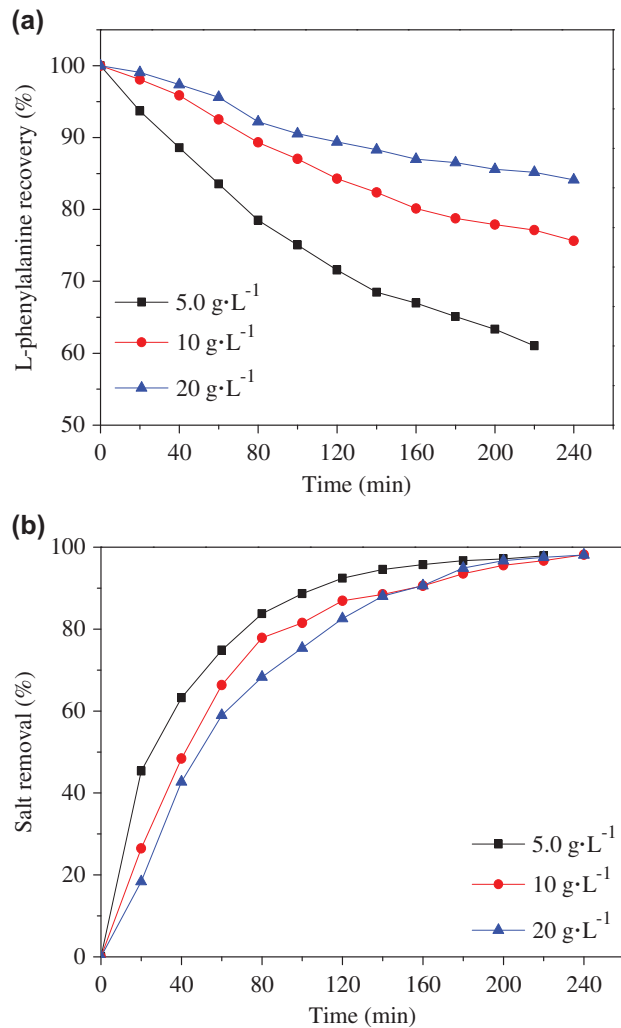 (a)
100
90
80
70
60
50
L-phenylalanine recovery (%)
5.0 g·L⁻¹
10 g·L⁻¹
20 g·L⁻¹
0 40 80 120 160 200 240
Time (min)
(b)
100
80
60
40
20
0
Salt removal (%)
5.0 g·L⁻¹
10 g·L⁻¹
20 g·L⁻¹
0 40 80 120 160 200 240
Time (min)